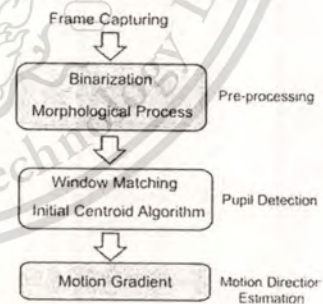 Frame Capturing
Binarization
Morphological Process
Pre-processing
Window Matching
Initial Centroid Algorithm
Pupil Detection
Motion Gradient
Motion Direction
Estimation